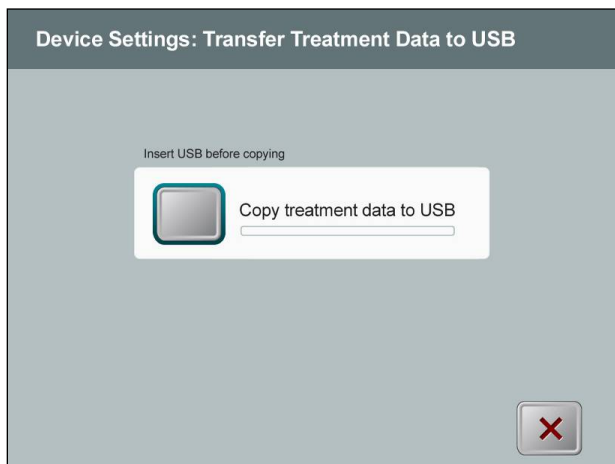 Device Settings: Transfer Treatment Data to USB
Insert USB before copying
Copy treatment data to USB